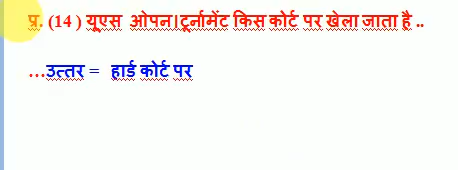 प्र. (14 ) यूएस ओपन।टूर्नामेंट किस कोर्ट पर खेला जाता है ..
...उत्तर = हार्ड कोर्ट पर